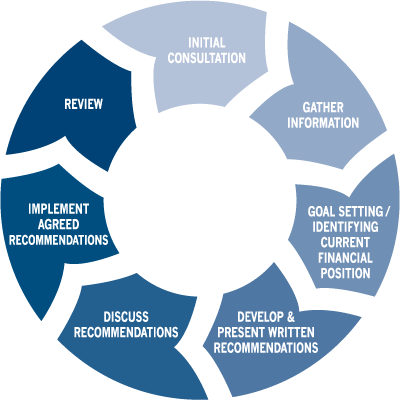 INITIAL
CONSULTATION
GATHER
INFORMATION
GOAL SETTING /
IDENTIFYING
CURRENT
FINANCIAL
POSITION
DEVELOP &
PRESENT WRITTEN
RECOMMENDATIONS
DISCUSS
RECOMMENDATIONS
IMPLEMENT
AGREED
RECOMMENDATIONS
REVIEW